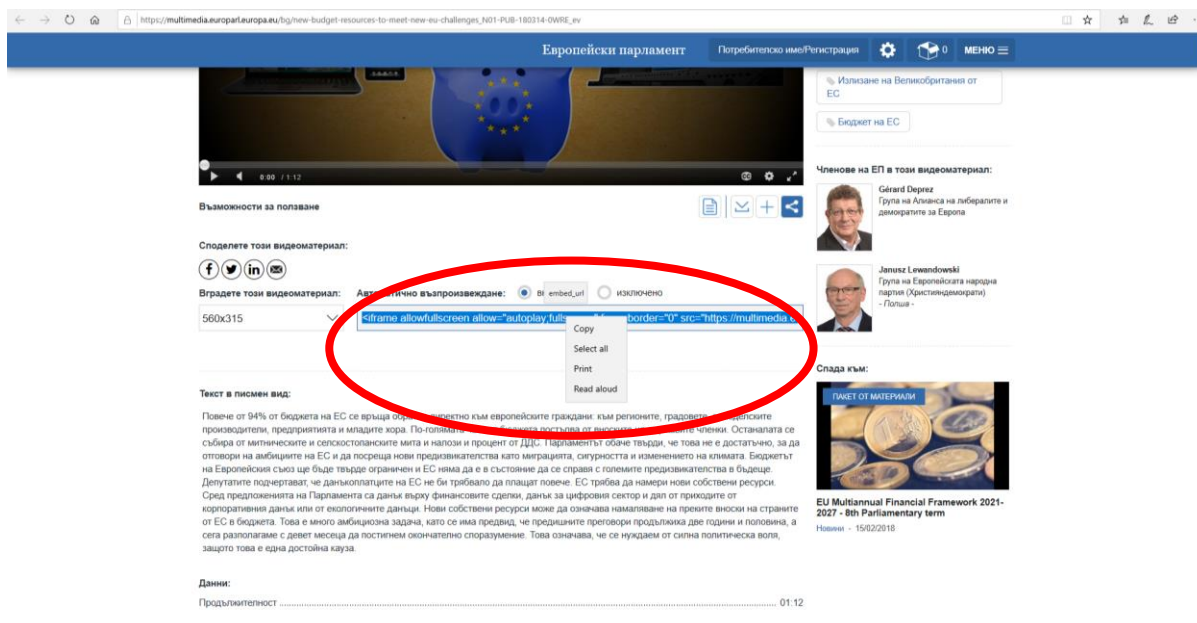 https://multimedia.europarl.europa.eu/bg/new-budget-resources-to-meet-new-eu-challenges_N01-PUB-180314-0WRE_ev
Европейски парламент
Потребителско име/Регистрация
0
МЕНЮ
Излизане на Великобритания от
ЕС
Бюджет на ЕС
0:00 / 1:12
Възможности за ползване
Споделете този видеоматериал:
Вградете този видеоматериал:
Автоматично възпроизвеждане:
embed_url
изключено
560x315
<iframe allowfullscreen allow="autoplay;fulls border="0" src="https://multimedia.e
Copy
Select all
Print
Read aloud
Членове на ЕП в този видеоматериал:
Gérard Deprez
Група на Алианса на либералите и
демократите за Европа
Janusz Lewandowski
Група на Европейската народна
партия (Християндемократи)
- Полша -
Спада към:
ПАКЕТ ОТ МАТЕРИАЛИ
EU Multiannual Financial Framework 2021-
2027 - 8th Parliamentary term
Новини - 15/02/2018
Текст в писмен вид:
Повече от 94% от бюджета на ЕС се връща директно към европейските граждани: към регионите, градовете,
производители, предприятията и младите хора. По-голямата постъпва от вноските на членки. Останалата се
събира от митническите и селскостопанските мита и налози и процент от ДДС. Парламентът обаче твърди, че това не е достатъчно, за да
отговори на амбициите на ЕС и да посреща нови предизвикателства като миграцията, сигурността и изменението на климата. Бюджетът
на Европейския съюз ще бъде твърде ограничен и ЕС няма да е в състояние да се справя с големите предизвикателства в бъдеще.
Депутатите подчертават, че данъкоплатците на ЕС не би трябвало да плащат повече. ЕС трябва да намери нови собствени ресурси.
Сред предложенията на Парламента са данък върху финансовите сделки, данък за цифровия сектор и дял от приходите от
корпоративния данък или от екологичните данъци. Нови собствени ресурси може да означава намаляване на преките вноски на страните
от ЕС в бюджета. Това е много амбициозна задача, като се има предвид, че предишните преговори продължиха две години и половина, а
сега разполагаме с девет месеца да постигнем окончателно споразумение. Това означава, че се нуждаем от силна политическа воля,
защото това е една достойна кауза.
Данни:
Продължителност 01:12